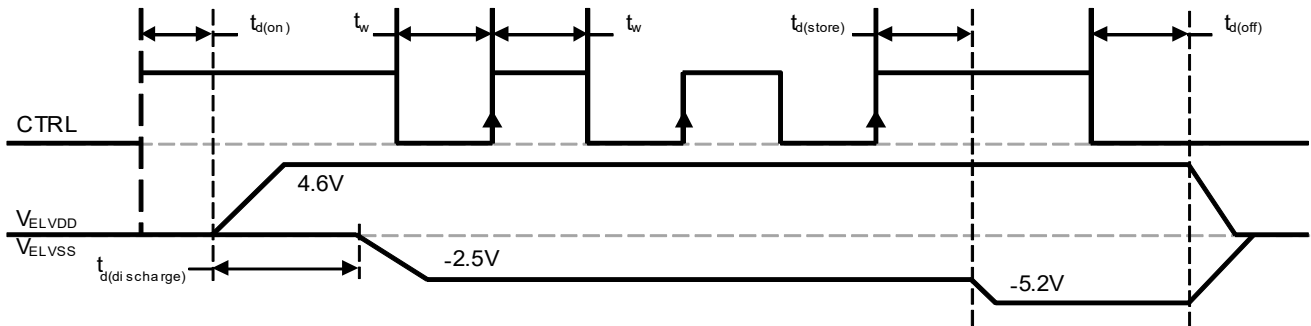 td(on) tw tw td(store) td(off)
CTRL
4.6V
VELVDD
VELVSS
-2.5V
td(discharge)
-5.2V